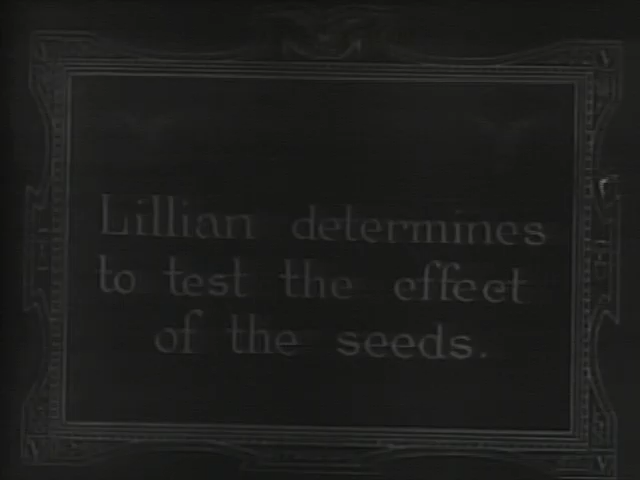 Lillian determines
to test the effect
of the seeds.